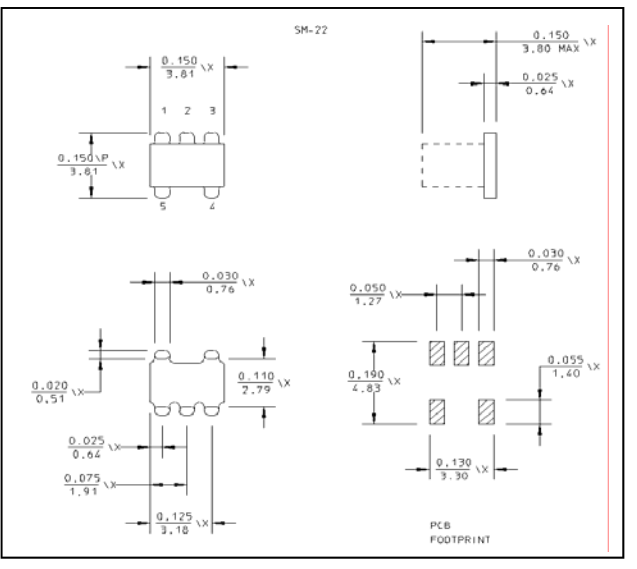 SM-22
0.150
3.81 \X
1 2 3
0.150\P
3.81 \X
5 4
0.150
3.80 MAX \X
0.025
0.64 \X
0.030
0.76 \X
0.020
0.51 \X
0.110
2.79 \X
0.025
0.64 \X
0.075
1.91 \X
0.125
3.18 \X
0.030
0.76 \X
0.050
1.27 \X
0.190
4.83 \X
0.055
1.40 \X
0.130
3.30 \X
PCB
FOOTPRINT